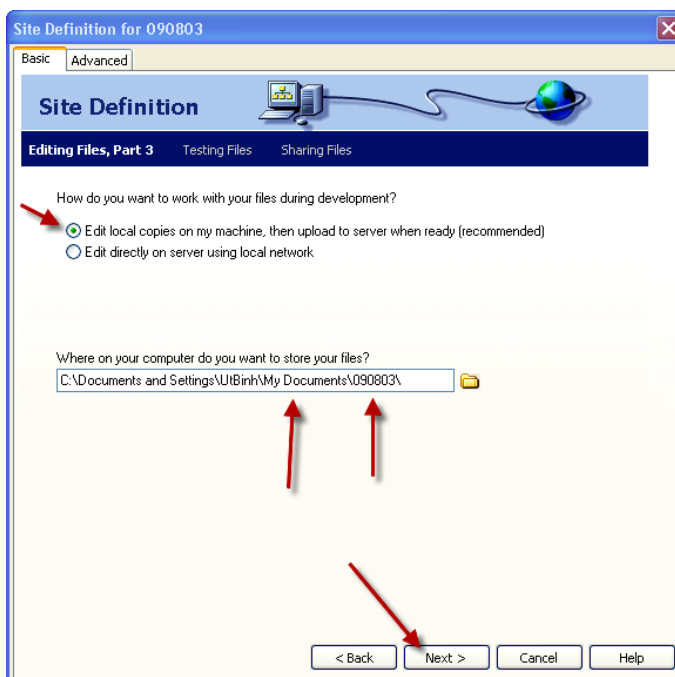 Site Definition for 090803
Basic Advanced
Site Definition
Editing Files, Part 3 Testing Files Sharing Files
How do you want to work with your files during development?
Edit local copies on my machine, then upload to server when ready (recommended)
Edit directly on server using local network
Where on your computer do you want to store your files?
C:\Documents and Settings\UtBinh\My Documents\090803\
< Back Next > Cancel Help